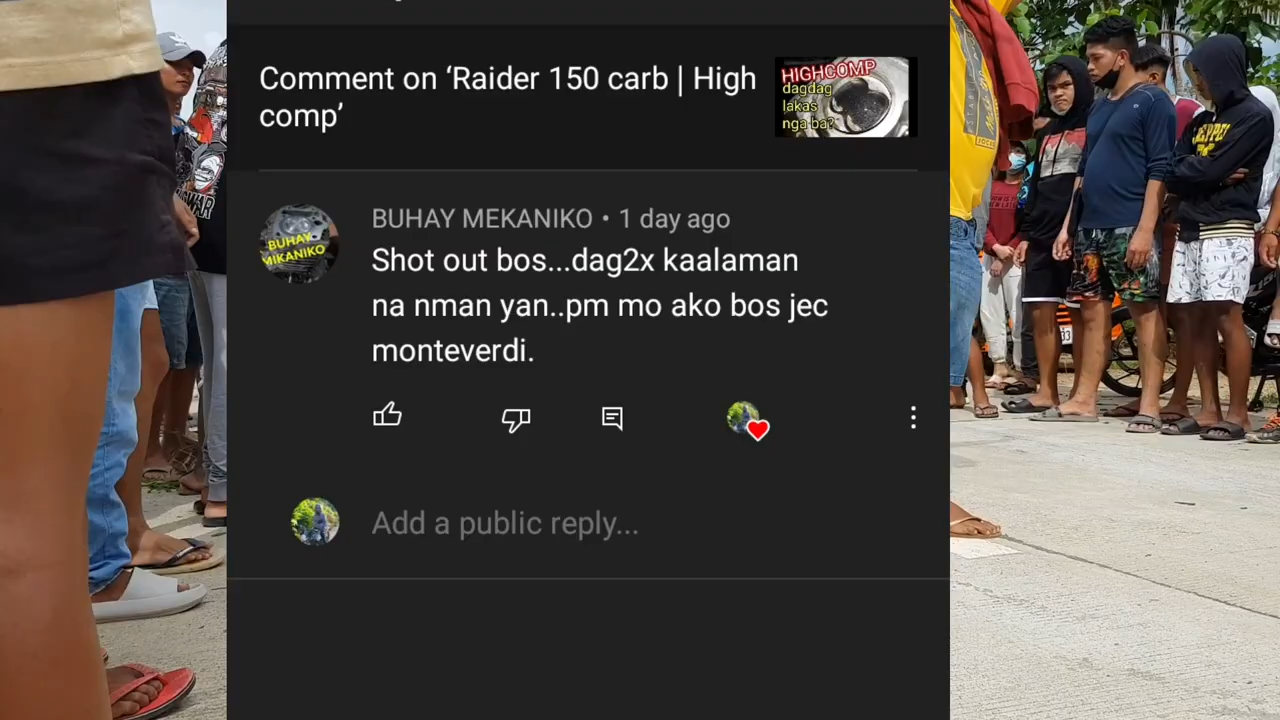 Comment on ‘Raider 150 carb | High
comp’
HIGHCOMP
dagdag
lakas
nga ba?
BUHAY MEKANIKO • 1 day ago
BUHAY
MIKANIKO
Shot out bos...dag2x kaalaman
na nman yan..pm mo ako bos jec
monteverdi.
Add a public reply...